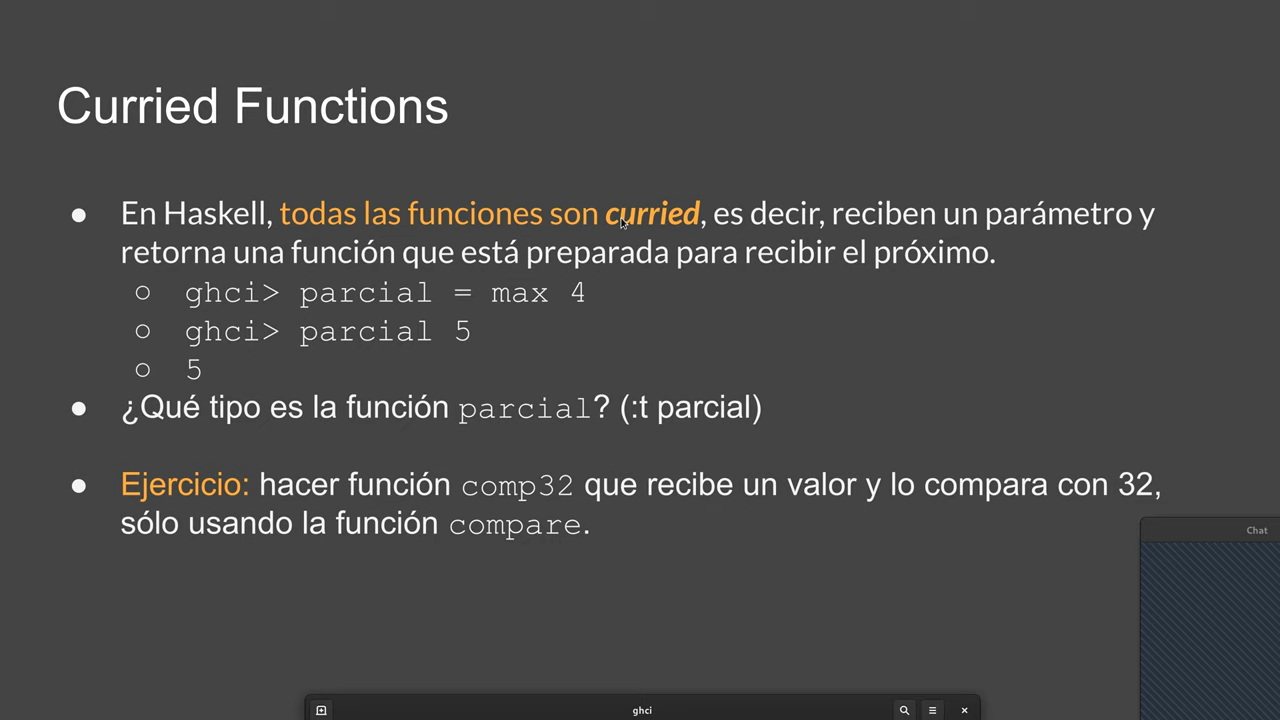 Curried Functions
● En Haskell, todas las funciones son curried, es decir, reciben un parámetro y
retorna una función que está preparada para recibir el próximo.
○ ghci> parcial = max 4
○ ghci> parcial 5
○ 5
● ¿Qué tipo es la función parcial? (:t parcial)
● Ejercicio: hacer función comp32 que recibe un valor y lo compara con 32,
sólo usando la función compare.
Chat
ghci